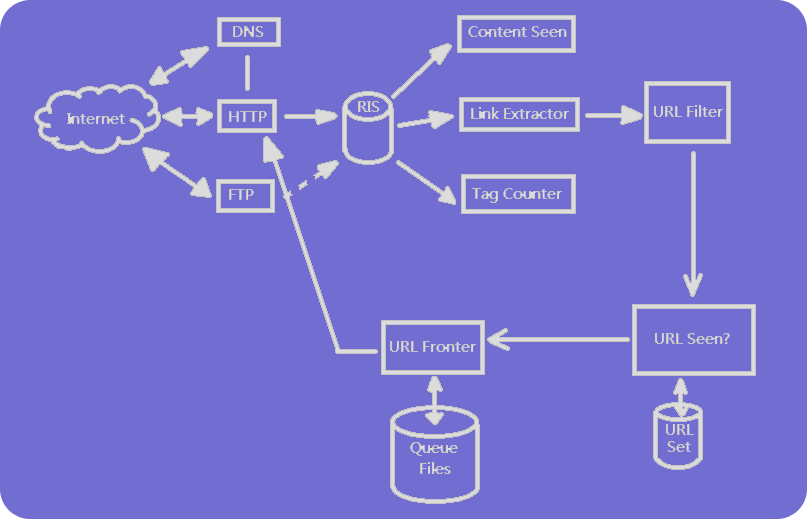 DNS
Content Seen
Internet
HTTP
RIS
Link Extractor
URL Filter
FTP
Tag Counter
URL Fronter
URL Seen?
Queue
Files
URL
Set